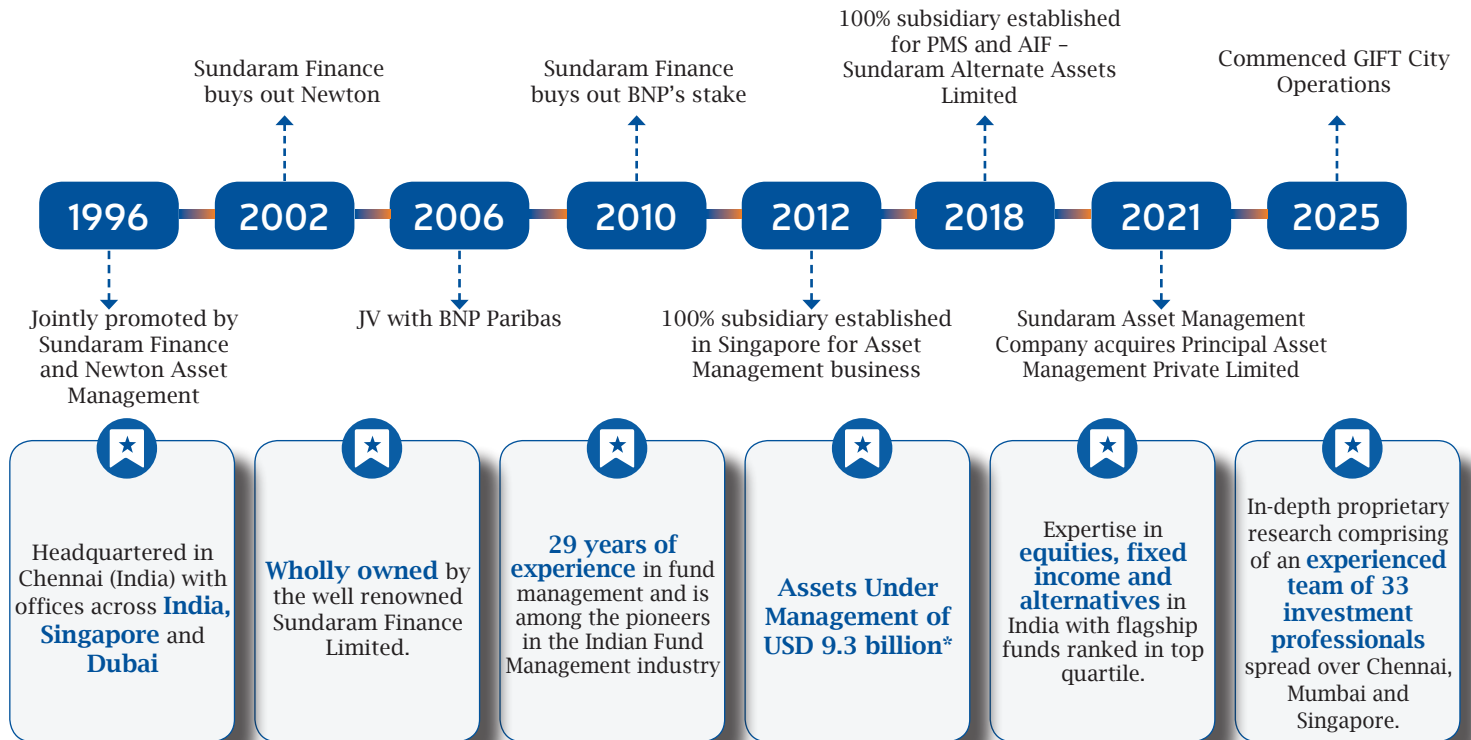 Sundaram Finance
buys out Newton
Sundaram Finance
buys out BNP's stake
100% subsidiary established
for PMS and AIF –
Sundaram Alternate Assets
Limited
Commenced GIFT City
Operations
1996
2002
2006
2010
2012
2018
2021
2025
Jointly promoted by
Sundaram Finance
and Newton Asset
Management
JV with BNP Paribas
100% subsidiary established
in Singapore for Asset
Management business
Sundaram Asset Management
Company acquires Principal Asset
Management Private Limited
Headquartered in
Chennai (India) with
offices across India,
Singapore and
Dubai
Wholly owned by
the well renowned
Sundaram Finance
Limited.
29 years of
experience in fund
management and is
among the pioneers
in the Indian Fund
Management industry
Assets Under
Management of
USD 9.3 billion*
Expertise in
equities, fixed
income and
alternatives in
India with flagship
funds ranked in top
quartile.
In-depth proprietary
research comprising
of an experienced
team of 33
investment
professionals
spread over Chennai,
Mumbai and
Singapore.